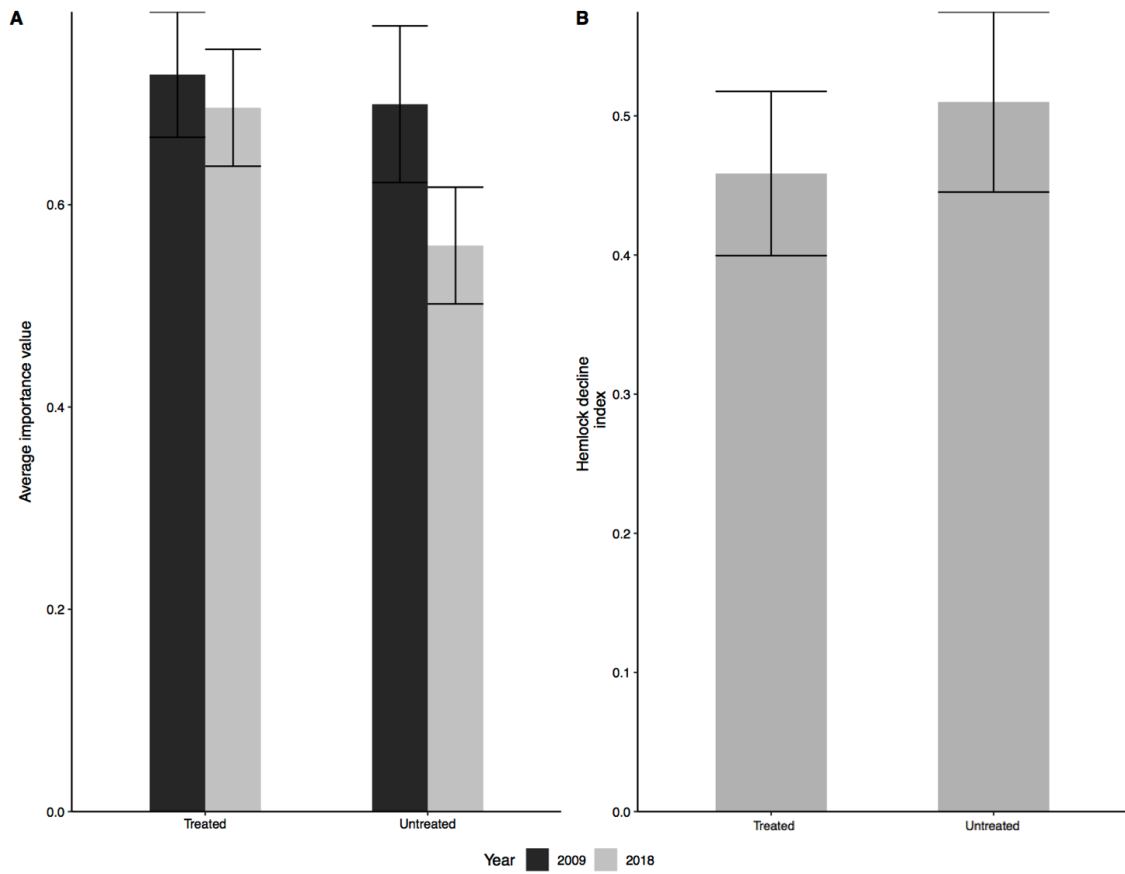 A
Average importance value
0.6
0.4
0.2
0.0
Treated
Untreated
B
Hemlock decline
index
0.5
0.4
0.3
0.2
0.1
0.0
Treated
Untreated
Year 2009 2018